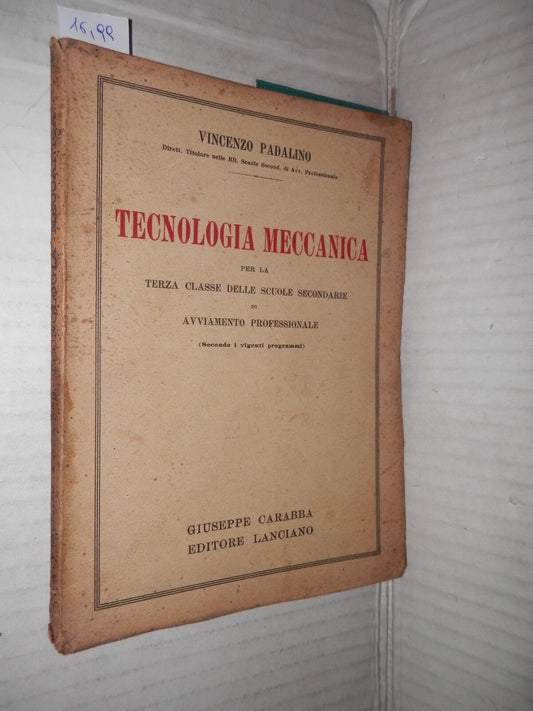 16,99
VINCENZO PADALINO
Dirett. Titolare nelle RR. Scuole Second. di Avv. Professionale
TECNOLOGIA MECCANICA
PER LA
TERZA CLASSE DELLE SCUOLE SECONDARIE
DI
AVVIAMENTO PROFESSIONALE
(Secondo i vigenti programmi)
GIUSEPPE CARABBA
EDITORE LANCIANO